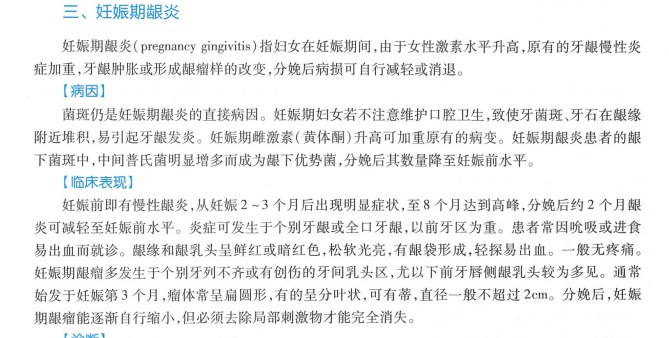 三、妊娠期龈炎
妊娠期龈炎(pregnancy gingivitis)指妇女在妊娠期间,由于女性激素水平升高,原有的牙龈慢性炎
症加重,牙龈肿胀或形成龈瘤样的改变,分娩后病损可自行减轻或消退。
【病因】
菌斑仍是妊娠期龈炎的直接病因。妊娠期妇女若不注意维护口腔卫生,致使牙菌斑、牙石在龈缘
附近堆积,易引起牙龈发炎。妊娠期雌激素(黄体酮)升高可加重原有的病变。妊娠期龈炎患者的龈
下菌斑中,中间普氏菌明显增多而成为龈下优势菌,分娩后其数量降至妊娠前水平。
【临床表现】
妊娠前即有慢性龈炎,从妊娠2~3个月后出现明显症状,至8个月达到高峰,分娩后约2个月龈
炎可减轻至妊娠前水平。炎症可发生于个别牙龈或全口牙龈,以前牙区为重。患者常因吮吸或进食
易出血而就诊。龈缘和龈乳头呈鲜红或暗红色,松软光亮,有龈袋形成,轻探易出血。一般无疼痛。
妊娠期龈瘤多发生于个别牙列不齐或有创伤的牙间乳头区,尤以下前牙唇侧龈乳头较为多见。通常
始发于妊娠第3个月,瘤体常呈扁圆形,有的呈分叶状,可有蒂,直径一般不超过2cm。分娩后,妊娠
期龈瘤能逐渐自行缩小,但必须去除局部刺激物才能完全消失。